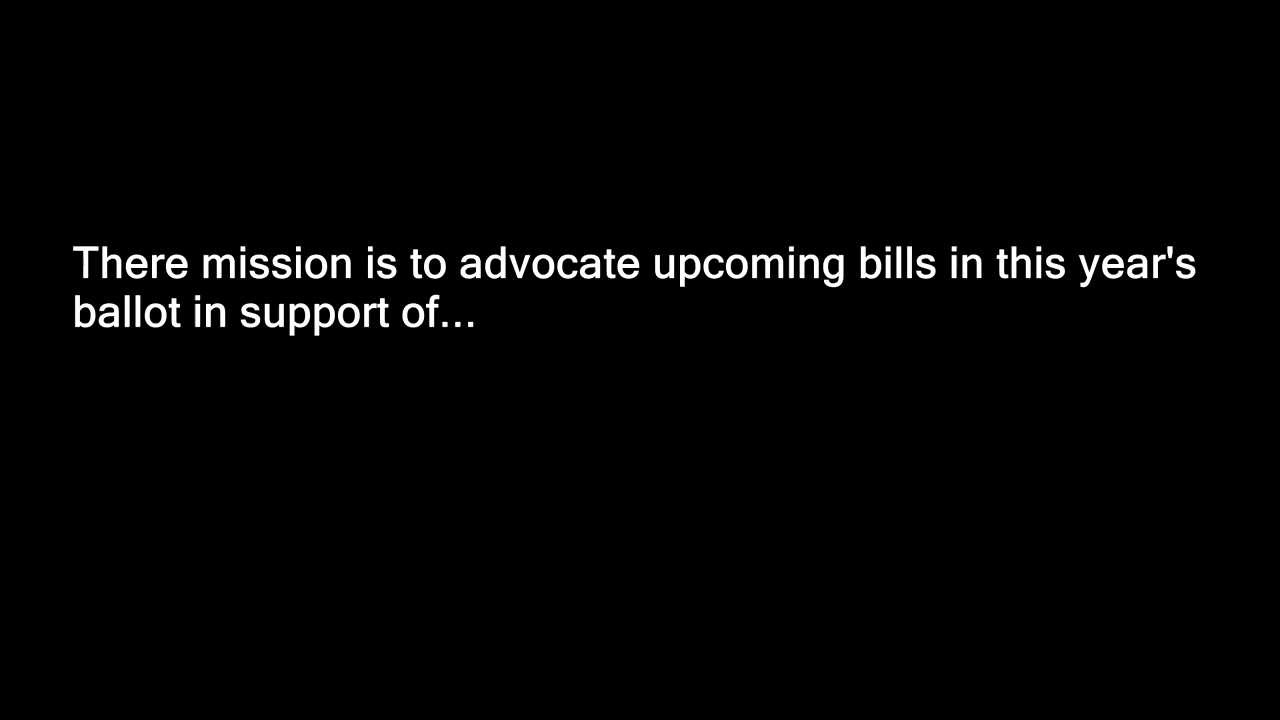 There mission is to advocate upcoming bills in this year's
ballot in support of...